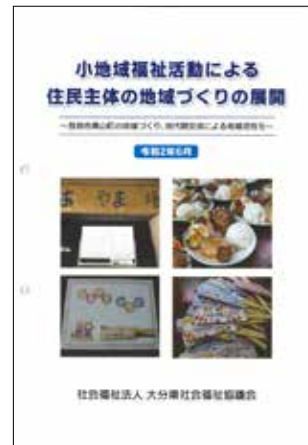 小地域福祉活動による
住民主体の地域づくりの展開
令和2年6月
社会福祉法人 大分県社会福祉協議会